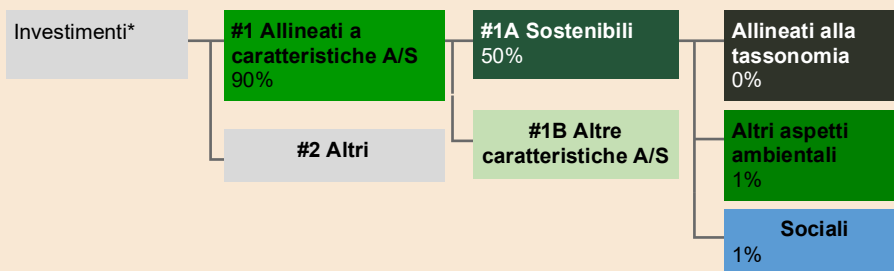 Investimenti*
#1 Allineati a
caratteristiche A/S
90%
#2 Altri
#1A Sostenibili
50%
#1B Altre
caratteristiche A/S
Allineati alla
tassonomia
0%
Altri aspetti
ambientali
1%
Sociali
1%